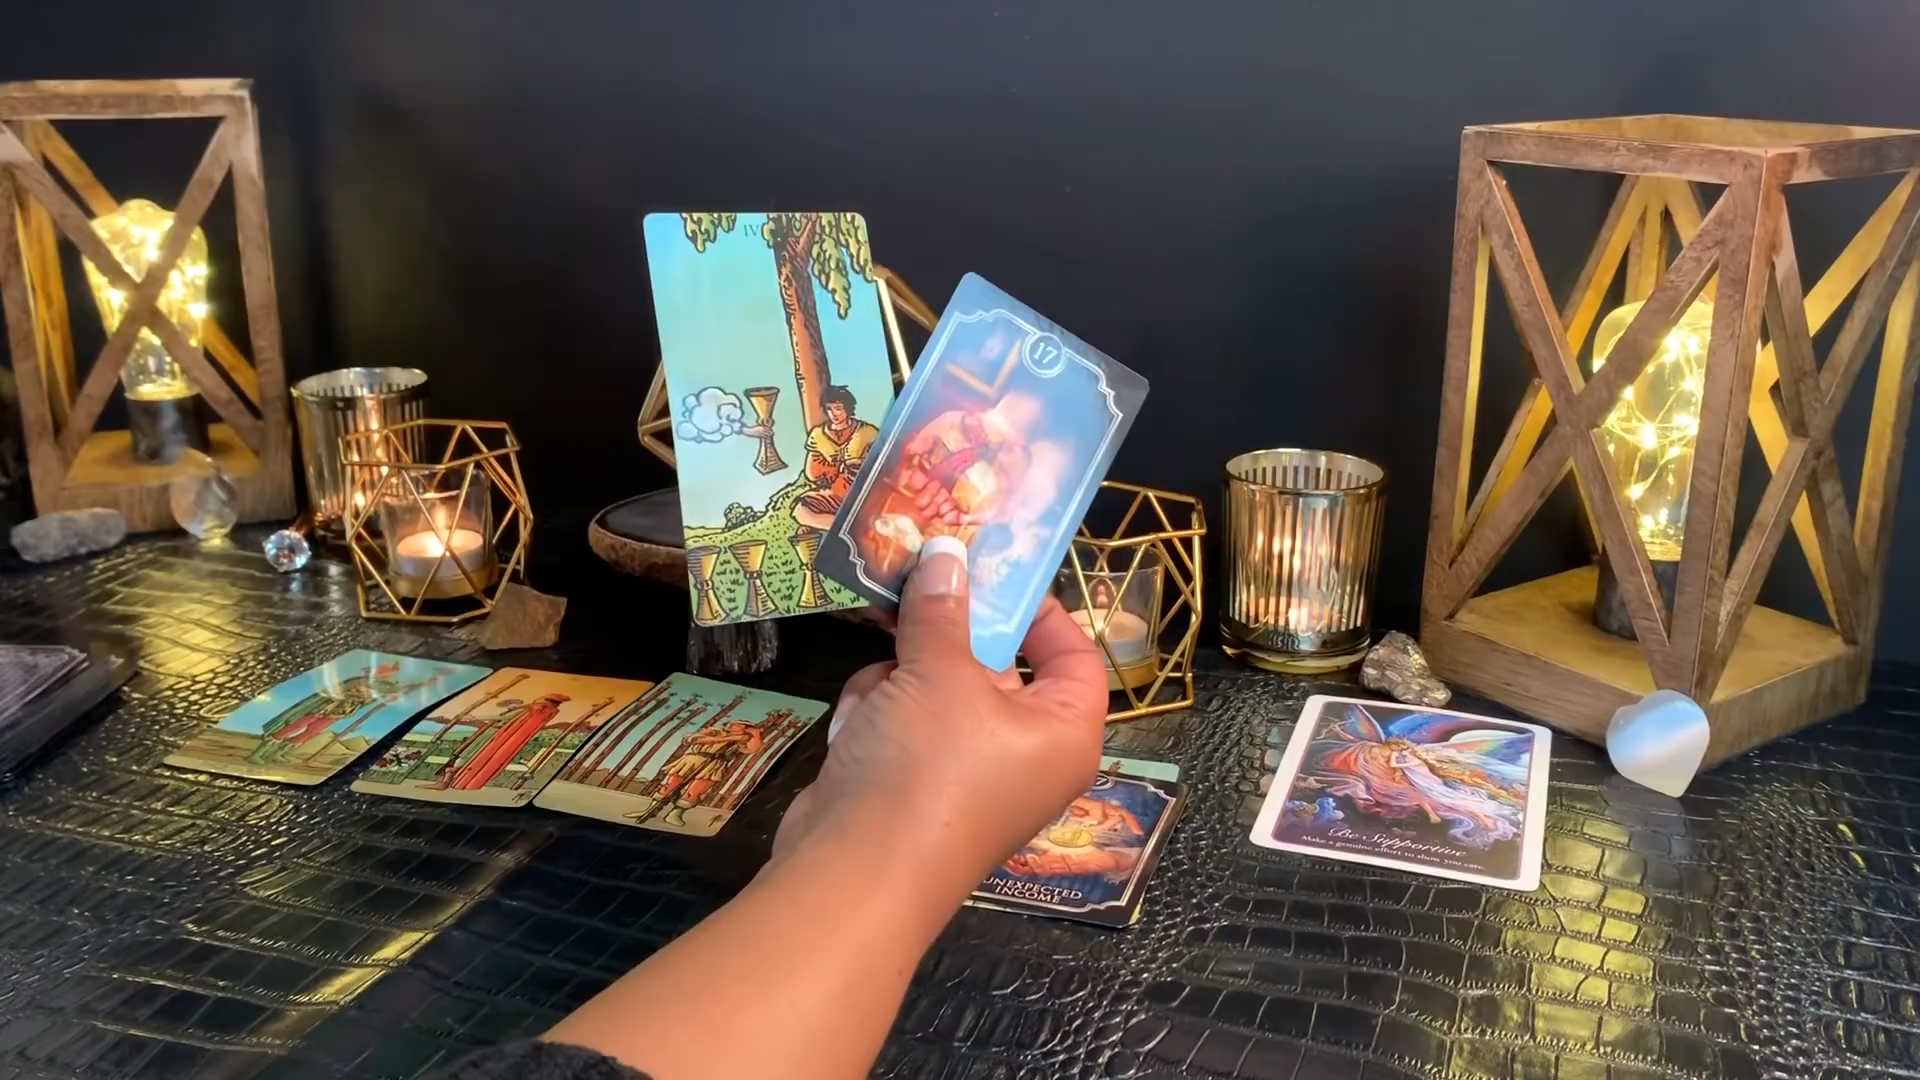 IV
17
UNEXPECTED
INCOME
Be Supportive
Make a genuine effort to show you care.